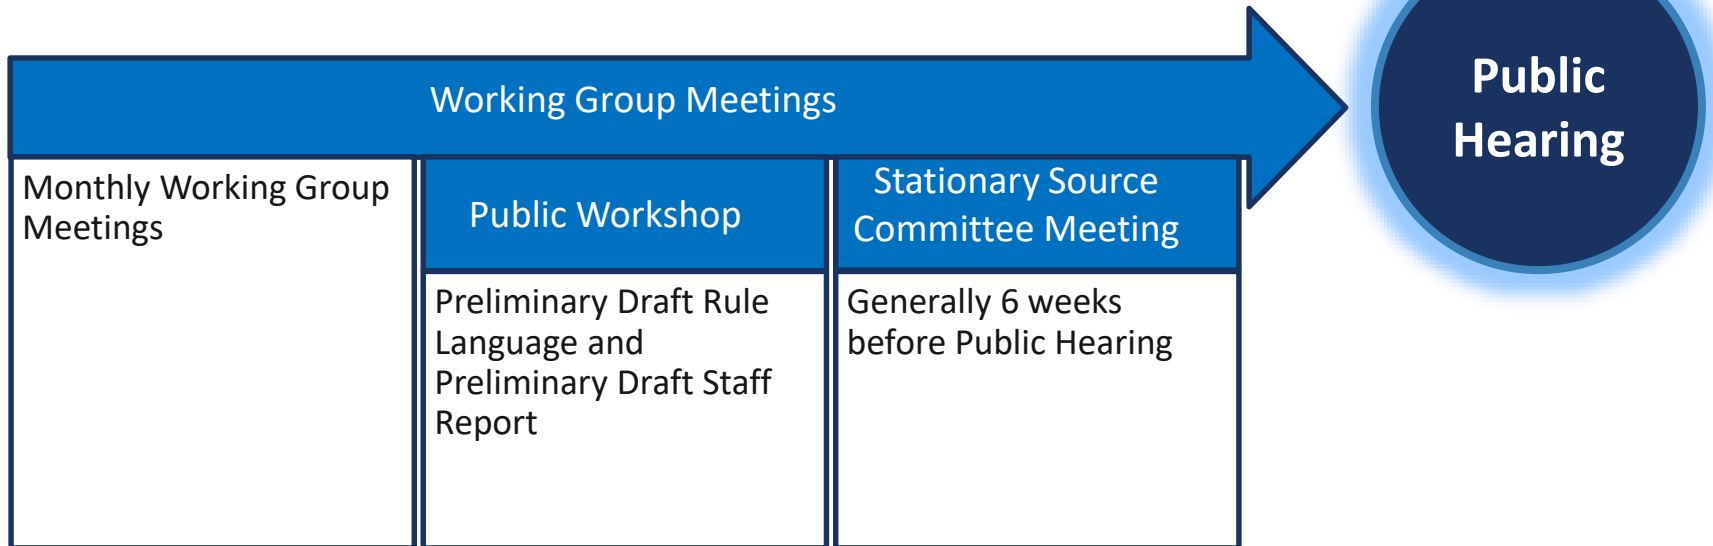 Working Group Meetings
Public
Hearing
Monthly Working Group
Meetings
Public Workshop
Stationary Source
Committee Meeting
Preliminary Draft Rule
Language and
Preliminary Draft Staff
Report
Generally 6 weeks
before Public Hearing